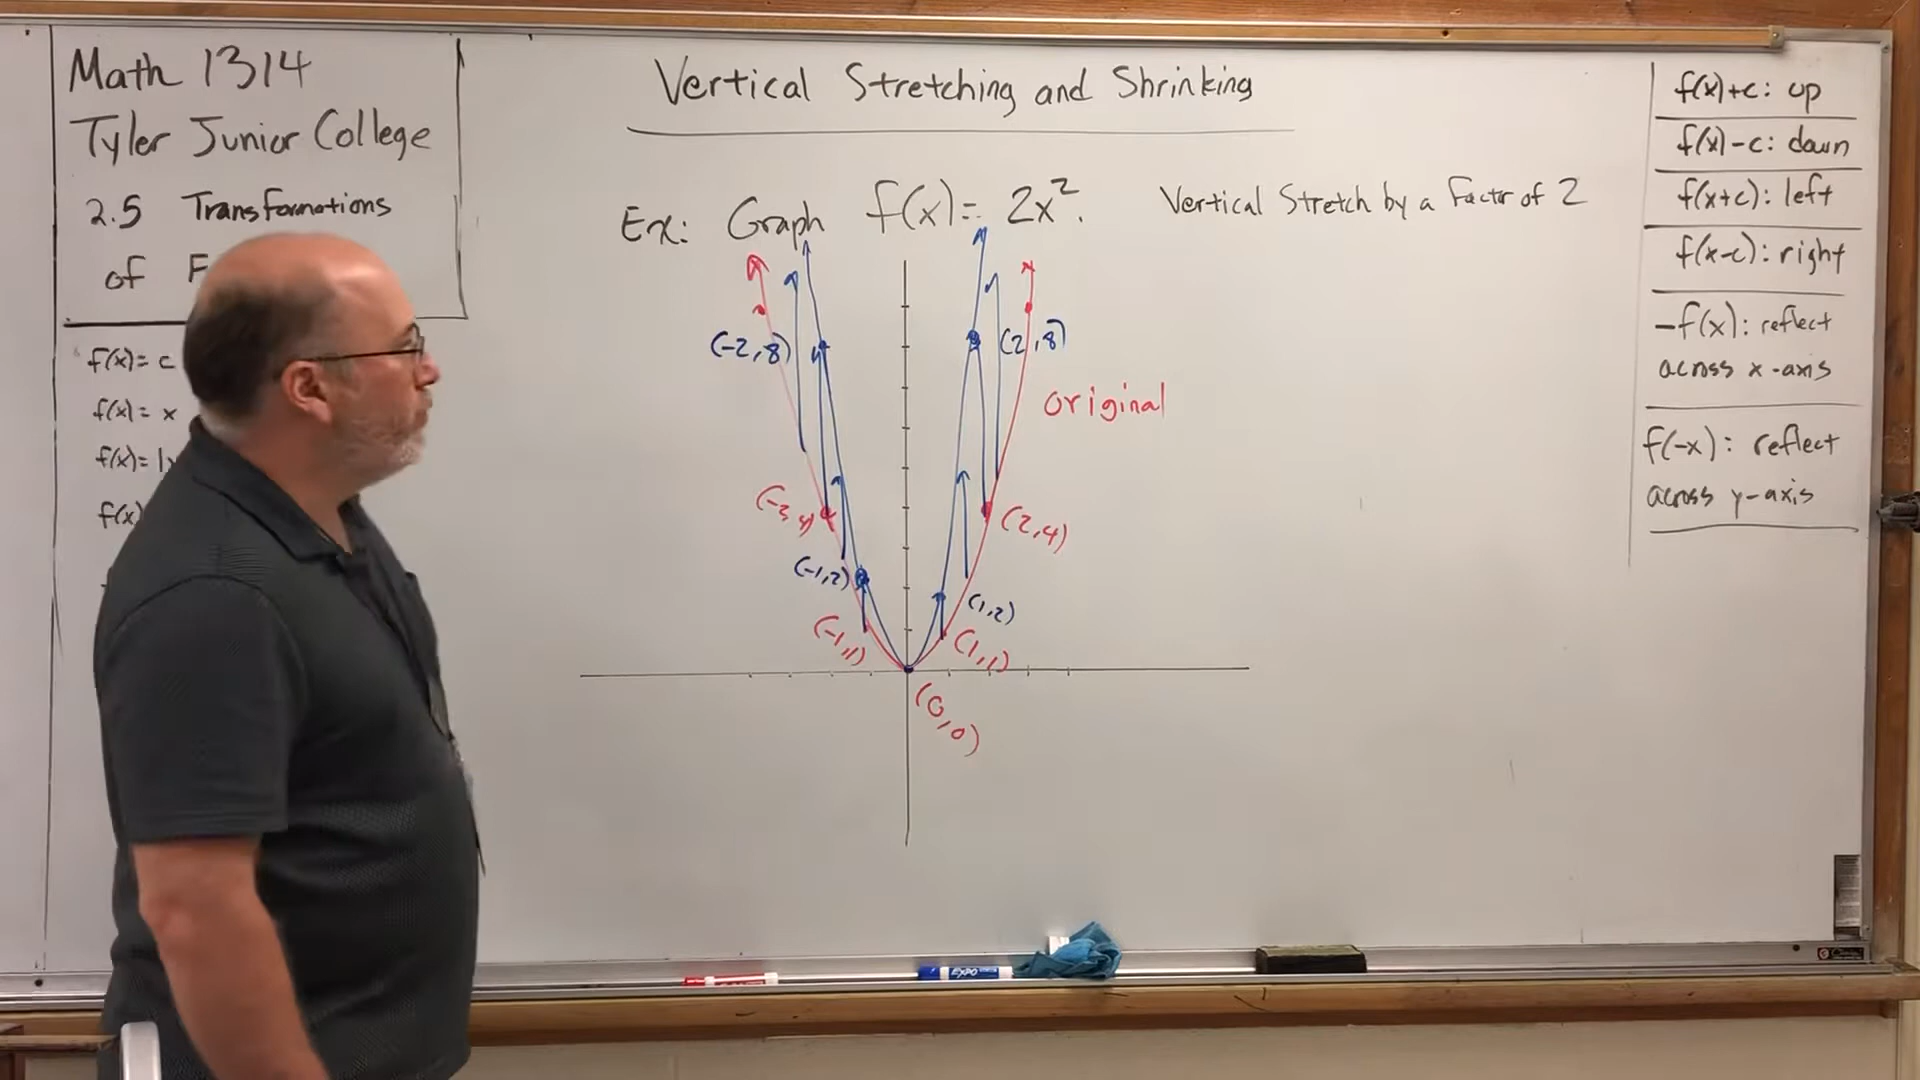 Math 1314
Tyler Junior College
2.5 Transformations
of F
f(x)= c
f(x)= x
f(x)= |x
f(x)
Vertical Stretching and Shrinking
Ex: Graph f(x)= 2x².
Vertical Stretch by a Factor of 2
(-2,8)
(2,8)
original
(2,4)
(-1,2)
(1,2)
(-1,1)
(1,1)
(0,0)
f(x)+c: up
f(x)-c: down
f(x+c): left
f(x-c): right
-f(x): reflect
across x-axis
f(-x): reflect
across y-axis
EXPO